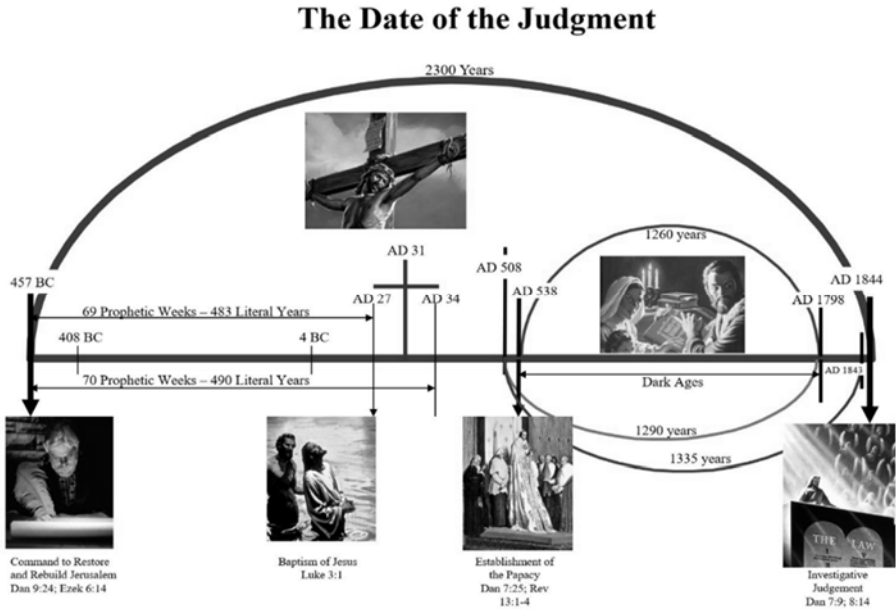 The Date of the Judgment
2300 Years
1260 years
457 BC
AD 31
AD 508
AD 538
AD 1844
AD 1798
AD 27
AD 34
69 Prophetic Weeks – 483 Literal Years
408 BC
4 BC
70 Prophetic Weeks – 490 Literal Years
Dark Ages
AD 1843
1290 years
1335 years
THE LAW
Command to Restore
and Rebuild Jerusalem
Dan 9:24; Ezek 6:14
Baptism of Jesus
Luke 3:1
Establishment of
the Papacy
Dan 7:25; Rev
13:1-4
Investigative
Judgement
Dan 7:9; 8:14